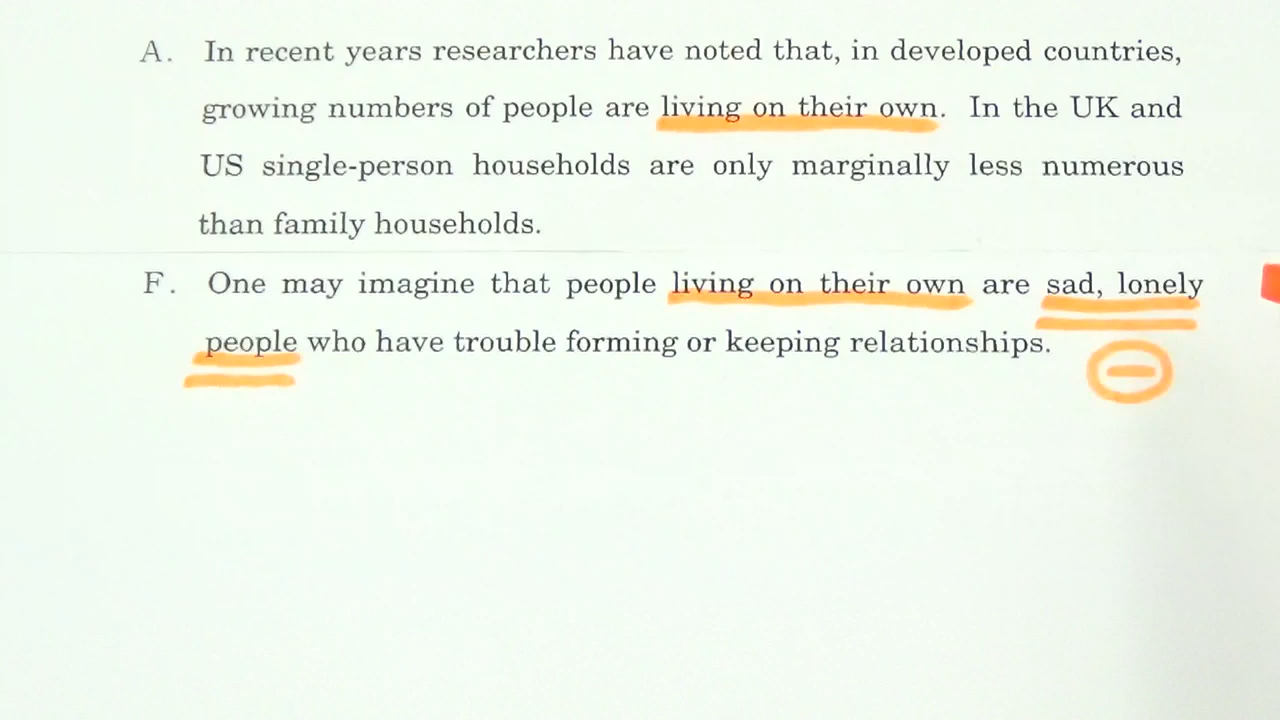 A. In recent years researchers have noted that, in developed countries,
growing numbers of people are living on their own. In the UK and
US single-person households are only marginally less numerous
than family households.
F. One may imagine that people living on their own are sad, lonely
people who have trouble forming or keeping relationships.